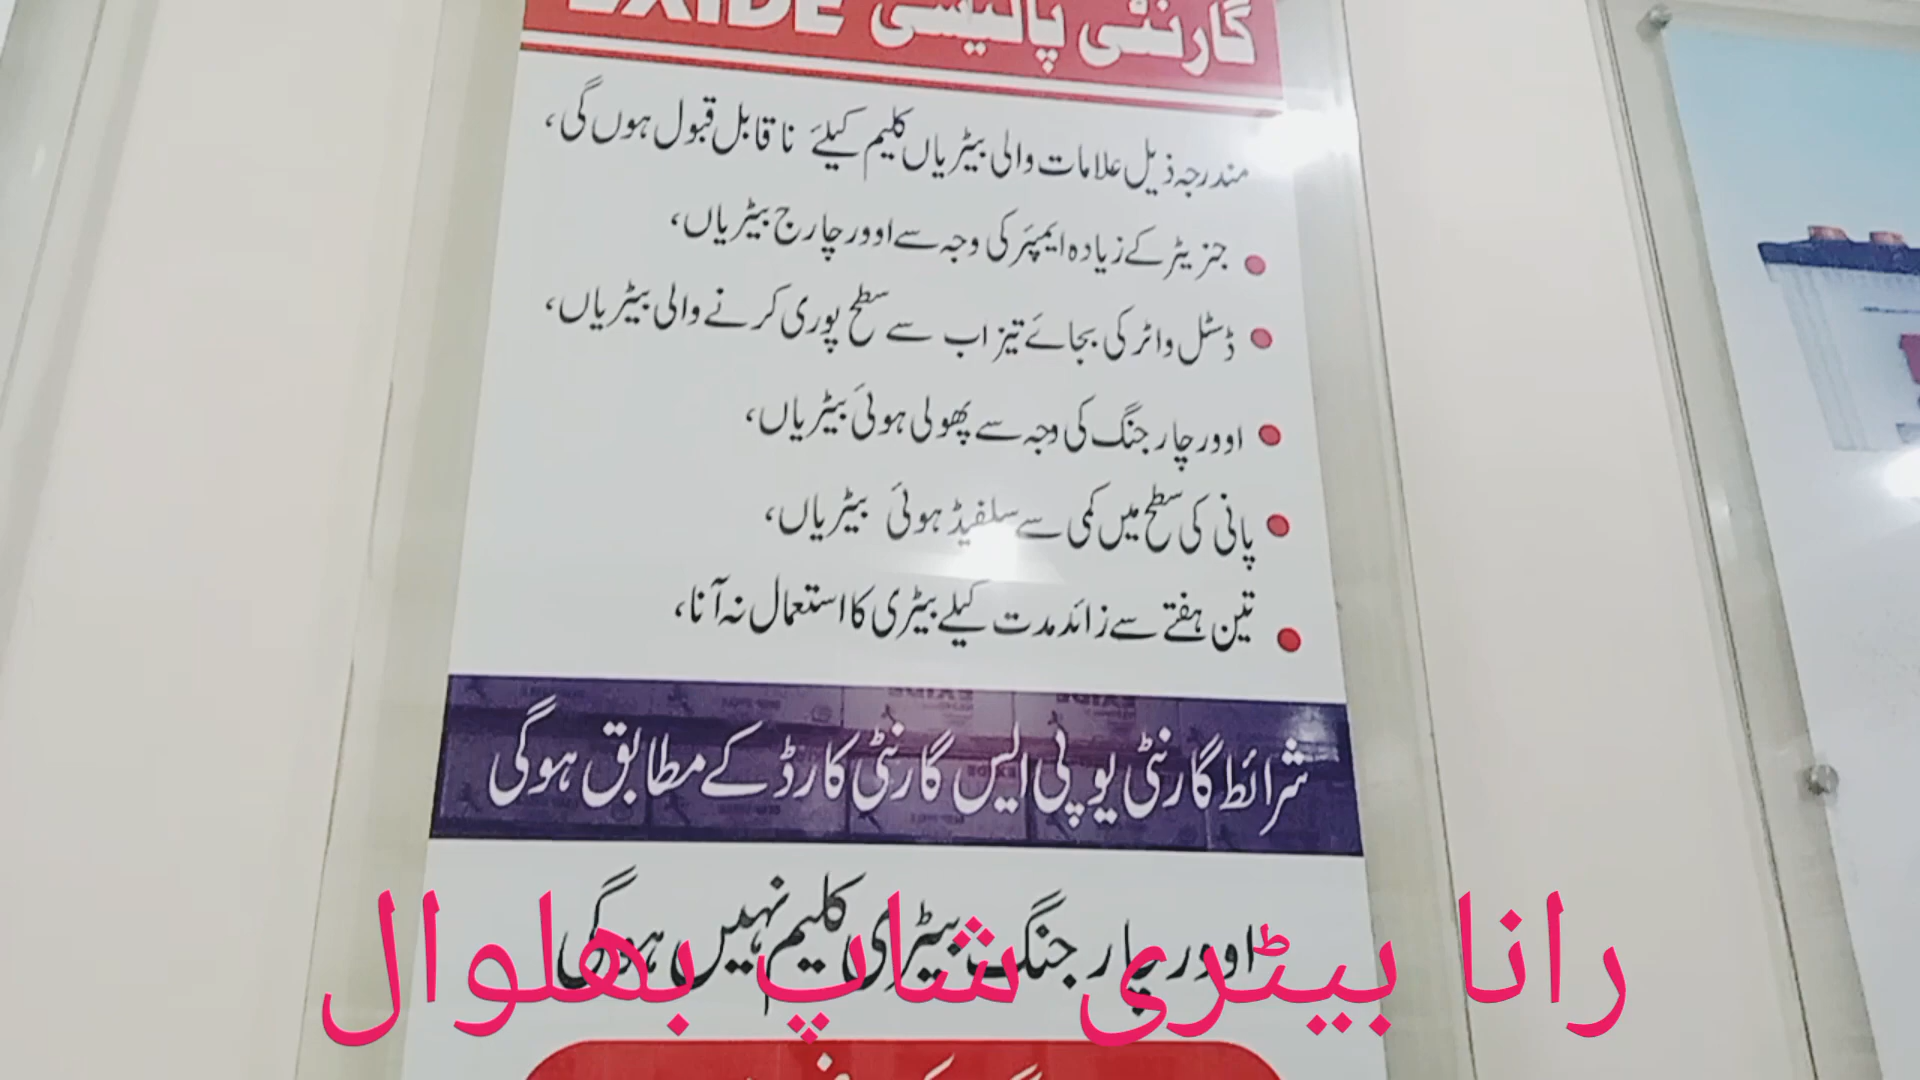 گارنٹی پالیسی EXIDE
مندرجہ ذیل علامات والی بیٹریاں کلیم کیلئے ناقابل قبول ہوں گی،
جنریٹر کے زیادہ ایمپئر کی وجہ سے اوور چارج بیٹریاں،
ڈسٹل واٹر کی بجائے تیزاب سے سطح پوری کرنے والی بیٹریاں،
اوور چارجنگ کی وجہ سے پھولی ہوئی بیٹریاں،
پانی کی سطح میں کمی سے سلفیڈ ہوئی بیٹریاں،
تین ہفتے سے زائد مدت کیلے بیٹری کا استعمال نہ آنا،
شرائط گارنٹی یو پی ایس گارنٹی کارڈ کے مطابق ہوگی
اوور چارجنگ بیٹری کلیم نہیں ہوگی
رانا بیٹری شاپ بھلوال